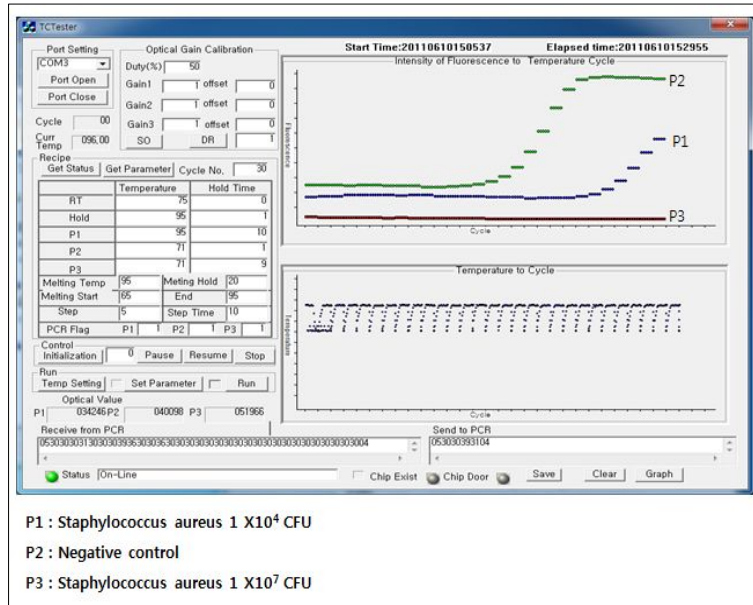 TCTester
Port Setting
COM3
Port Open
Port Close
Optical Gain Calibration
Duty(%) 50
Gain1 1 offset 0
Gain2 1 offset 0
Gain3 1 offset 0
SO DR 1
Cycle 00
Curr Temp 096,00
Recipe
Get Status Get Parameter Cycle No. 30
Temperature Hold Time
RT 75 0
Hold 95 1
P1 95 10
P2 71 1
P3 71 9
Melting Temp 95 Meting Hold 20
Melting Start 65 End 95
Step 5 Step Time 10
PCR Flag P1 1 P2 1 P3 1
Control
Initialization 0 Pause Resume Stop
Run
Temp Setting Set Parameter Run
Optical Value
P1 034246 P2 040098 P3 051966
Start Time:20110610150537 Elapsed time:20110610152955
Intensity of Fluorescence to Temperature Cycle
Fluorescence
P2
P1
P3
Cycle
Temperature to Cycle
Temperature
Cycle
Receive from PCR
Send to PCR
053030393104
Status On-Line
Chip Exist Chip Door Save Clear Graph
P1 : Staphylococcus aureus 1 X10⁴ CFU
P2 : Negative control
P3 : Staphylococcus aureus 1 X10⁷ CFU